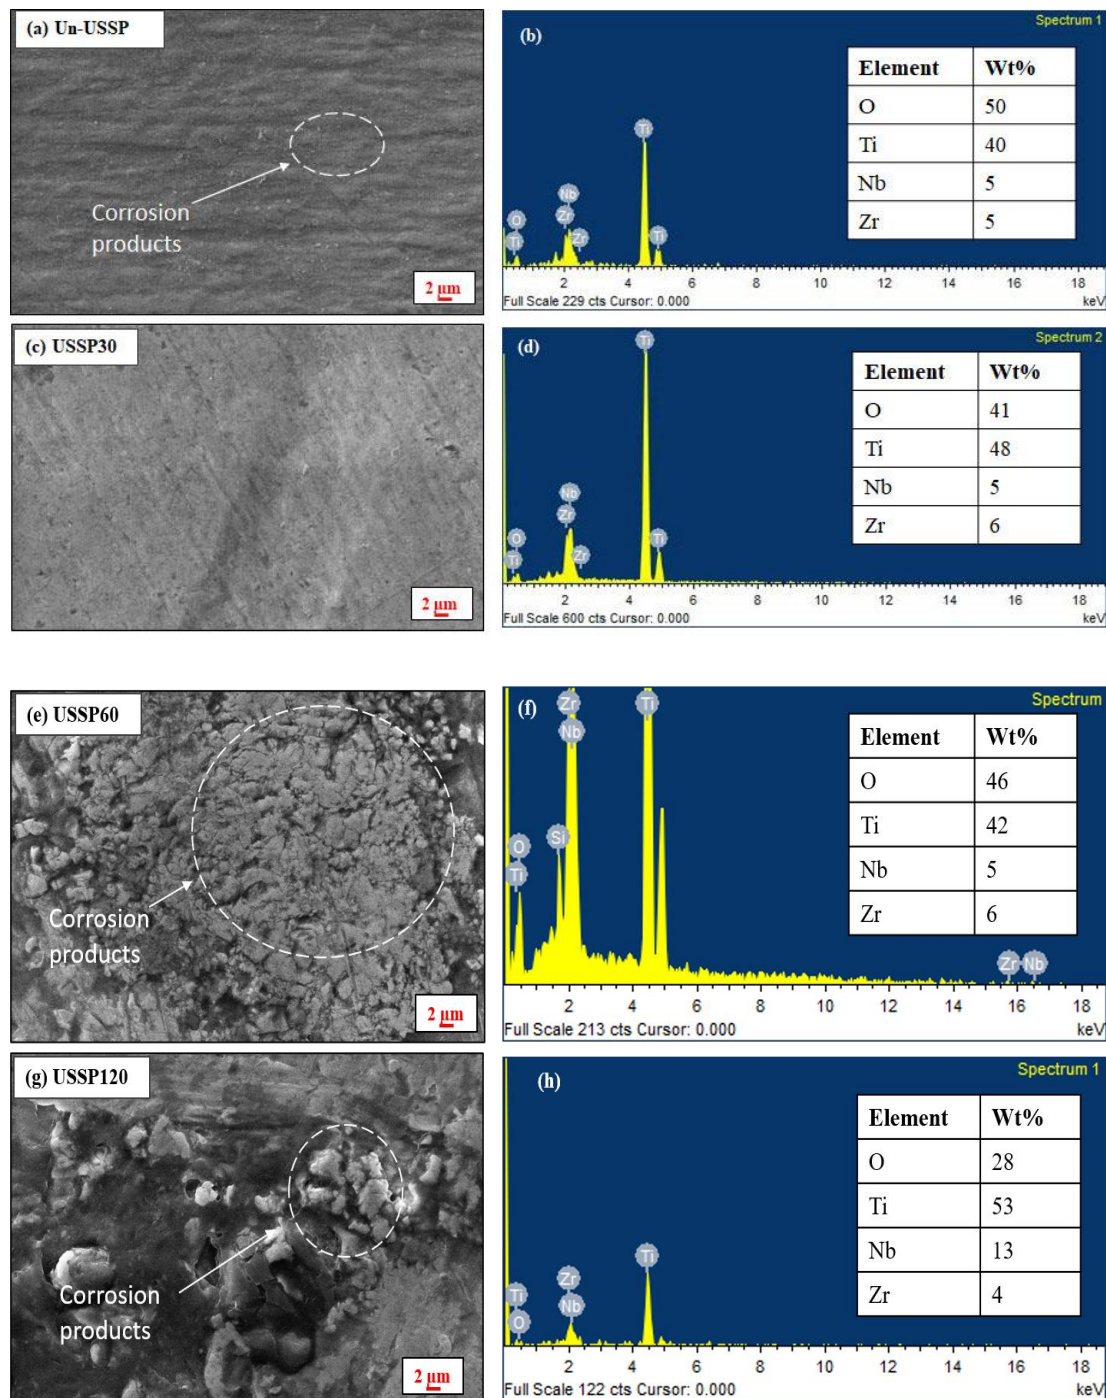 (a) Un-USSP
Corrosion
products
2 µm
(b)
Spectrum 1
Element Wt%
O 50
Ti 40
Nb 5
Zr 5
Ti
Nb
O Zr
Ti Zr Ti
2 4 6 8 10 12 14 16 18
Full Scale 229 cts Cursor: 0.000 keV
(c) USSP30
2 µm
(d)
Spectrum 2
Element Wt%
O 41
Ti 48
Nb 5
Zr 6
Ti
Nb
Zr
O Ti
Ti Zr
2 4 6 8 10 12 14 16 18
Full Scale 600 cts Cursor: 0.000 keV
(e) USSP60
Corrosion
products
2 µm
(f)
Spectrum
Element Wt%
O 46
Ti 42
Nb 5
Zr 6
Zr Ti
Nb
O Si
Ti
Zr Nb
2 4 6 8 10 12 14 16 18
Full Scale 213 cts Cursor: 0.000 keV
(g) USSP120
Corrosion
products
2 µm
(h)
Spectrum 1
Element Wt%
O 28
Ti 53
Nb 13
Zr 4
Ti
Ti Zr
O Nb
2 4 6 8 10 12 14 16 18
Full Scale 122 cts Cursor: 0.000 keV